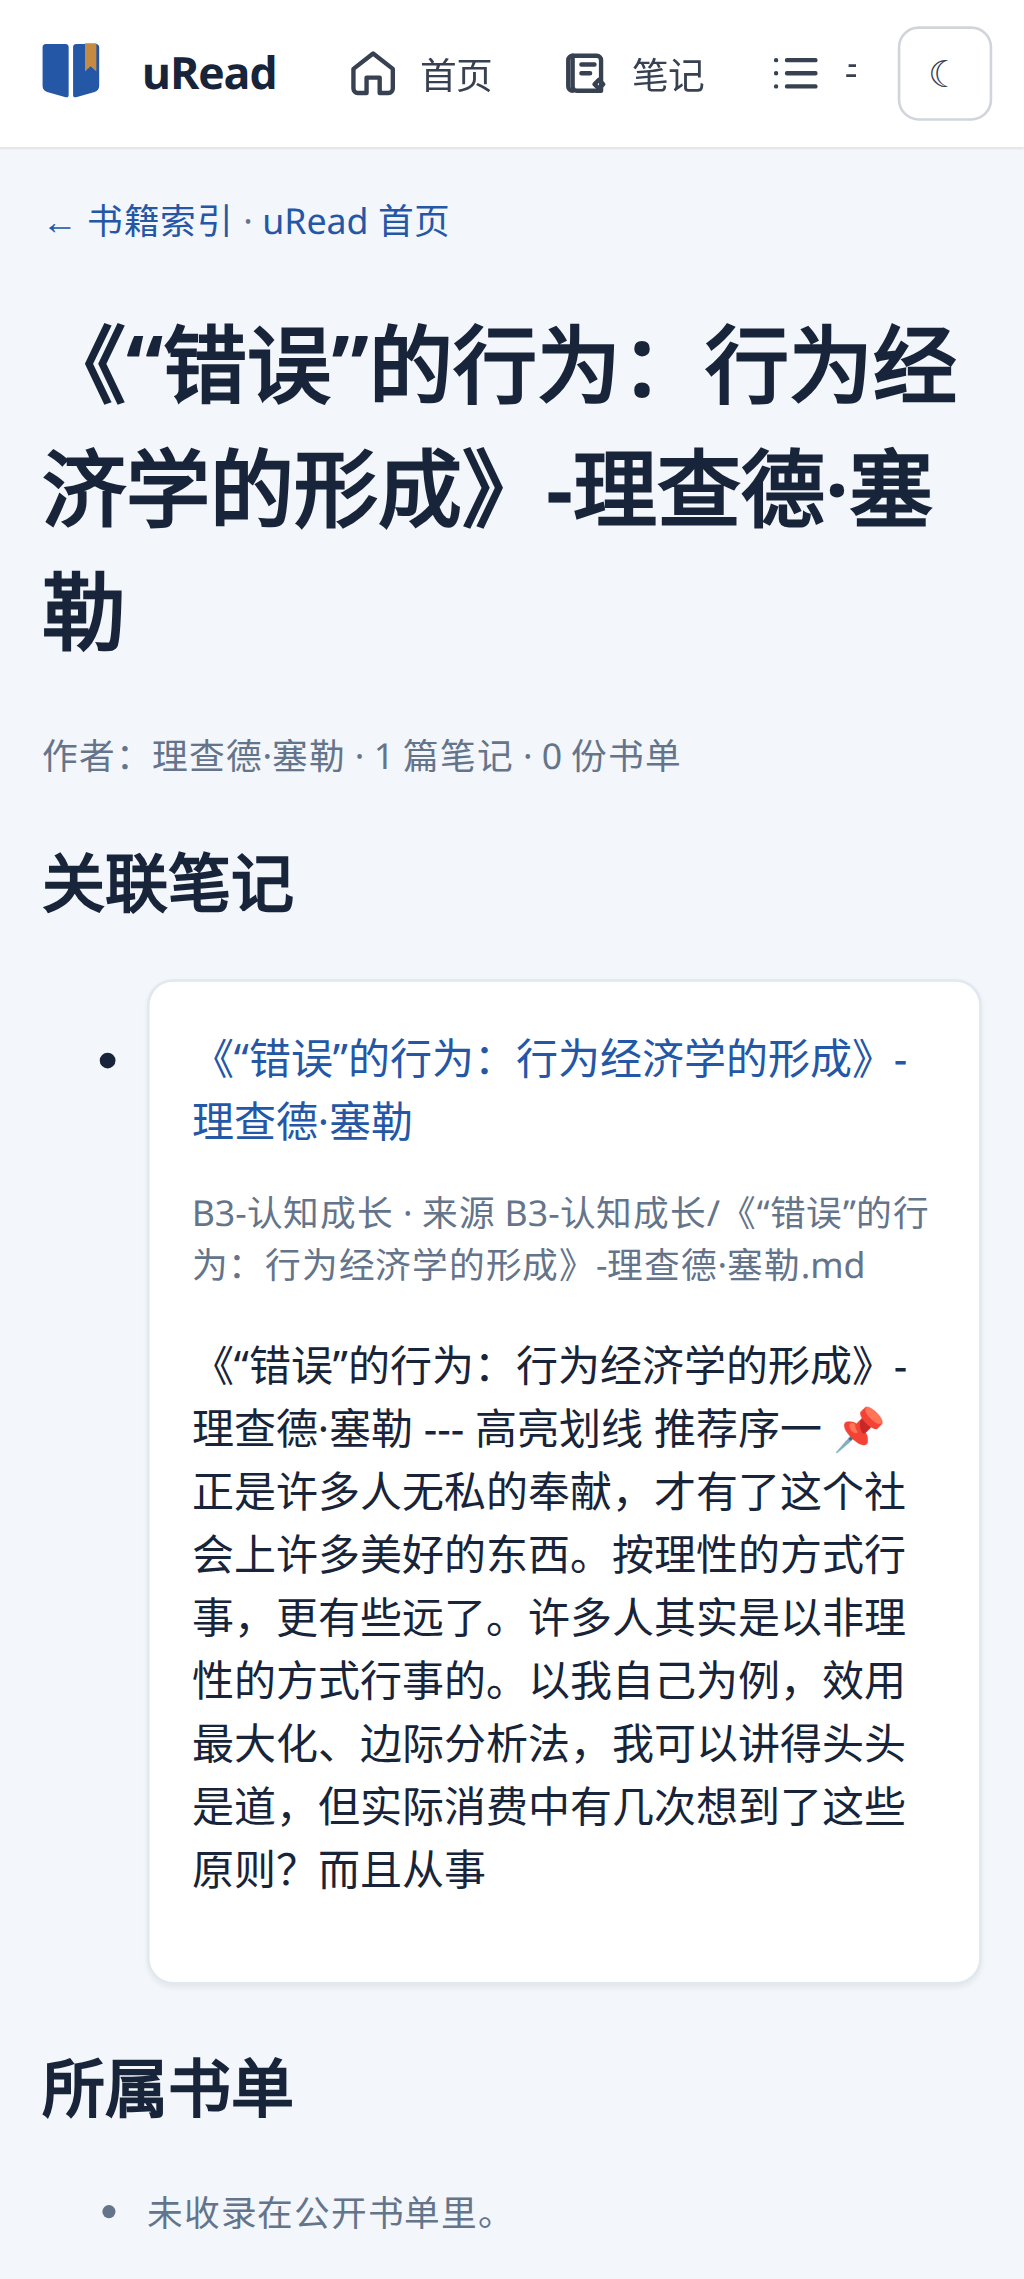 uRead 首页 笔记
← 书籍索引 · uRead 首页
《“错误”的行为：行为经
济学的形成》-理查德·塞
勒
作者：理查德·塞勒 · 1 篇笔记 · 0 份书单
关联笔记
《“错误”的行为：行为经济学的形成》-
理查德·塞勒
B3-认知成长 · 来源 B3-认知成长/《“错误”的行
为：行为经济学的形成》-理查德·塞勒.md
《“错误”的行为：行为经济学的形成》-
理查德·塞勒 --- 高亮划线 推荐序一 📌
正是许多人无私的奉献，才有了这个社
会上许多美好的东西。按理性的方式行
事，更有些远了。许多人其实是以非理
性的方式行事的。以我自己为例，效用
最大化、边际分析法，我可以讲得头头
是道，但实际消费中有几次想到了这些
原则？而且从事
所属书单
未收录在公开书单里。